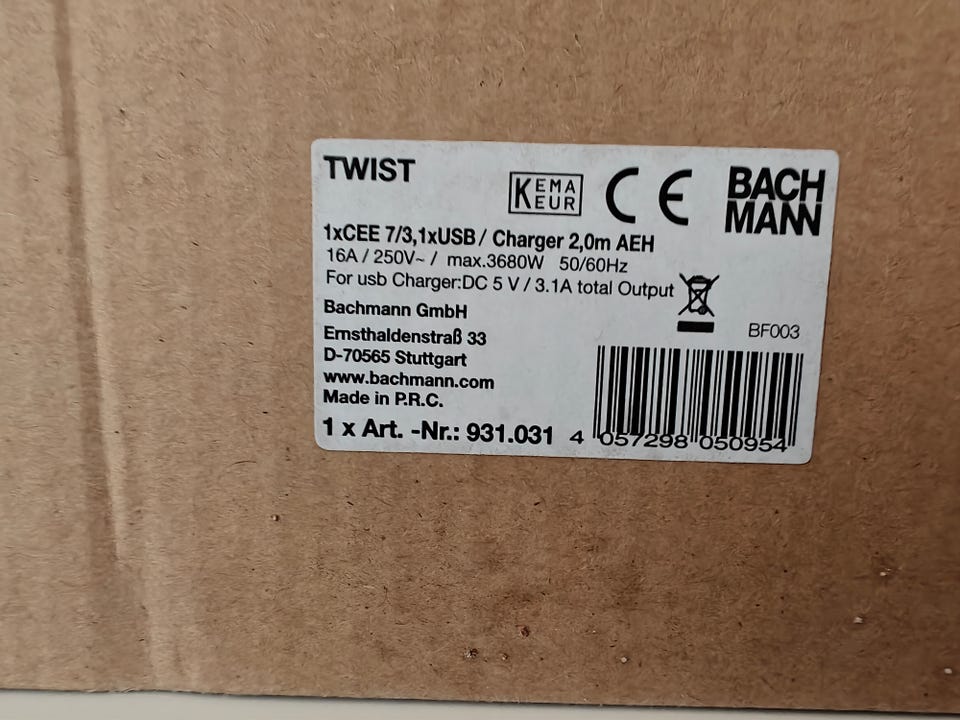 TWIST
KEMA
EUR
CE
BACH
MANN
1xCEE 7/3,1xUSB / Charger 2,0m AEH
16A / 250V~ / max.3680W 50/60Hz
For usb Charger:DC 5 V / 3.1A total Output
Bachmann GmbH
Ernsthaldenstraß 33
D-70565 Stuttgart
www.bachmann.com
Made in P.R.C.
BF003
1 x Art. -Nr.: 931.031
4 057298 050954